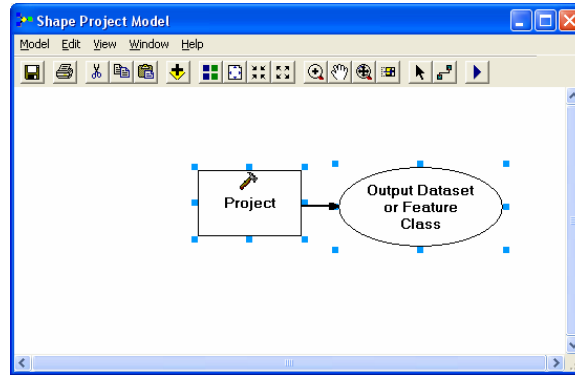 Shape Project Model
Model Edit View Window Help
Project
Output Dataset
or Feature
Class